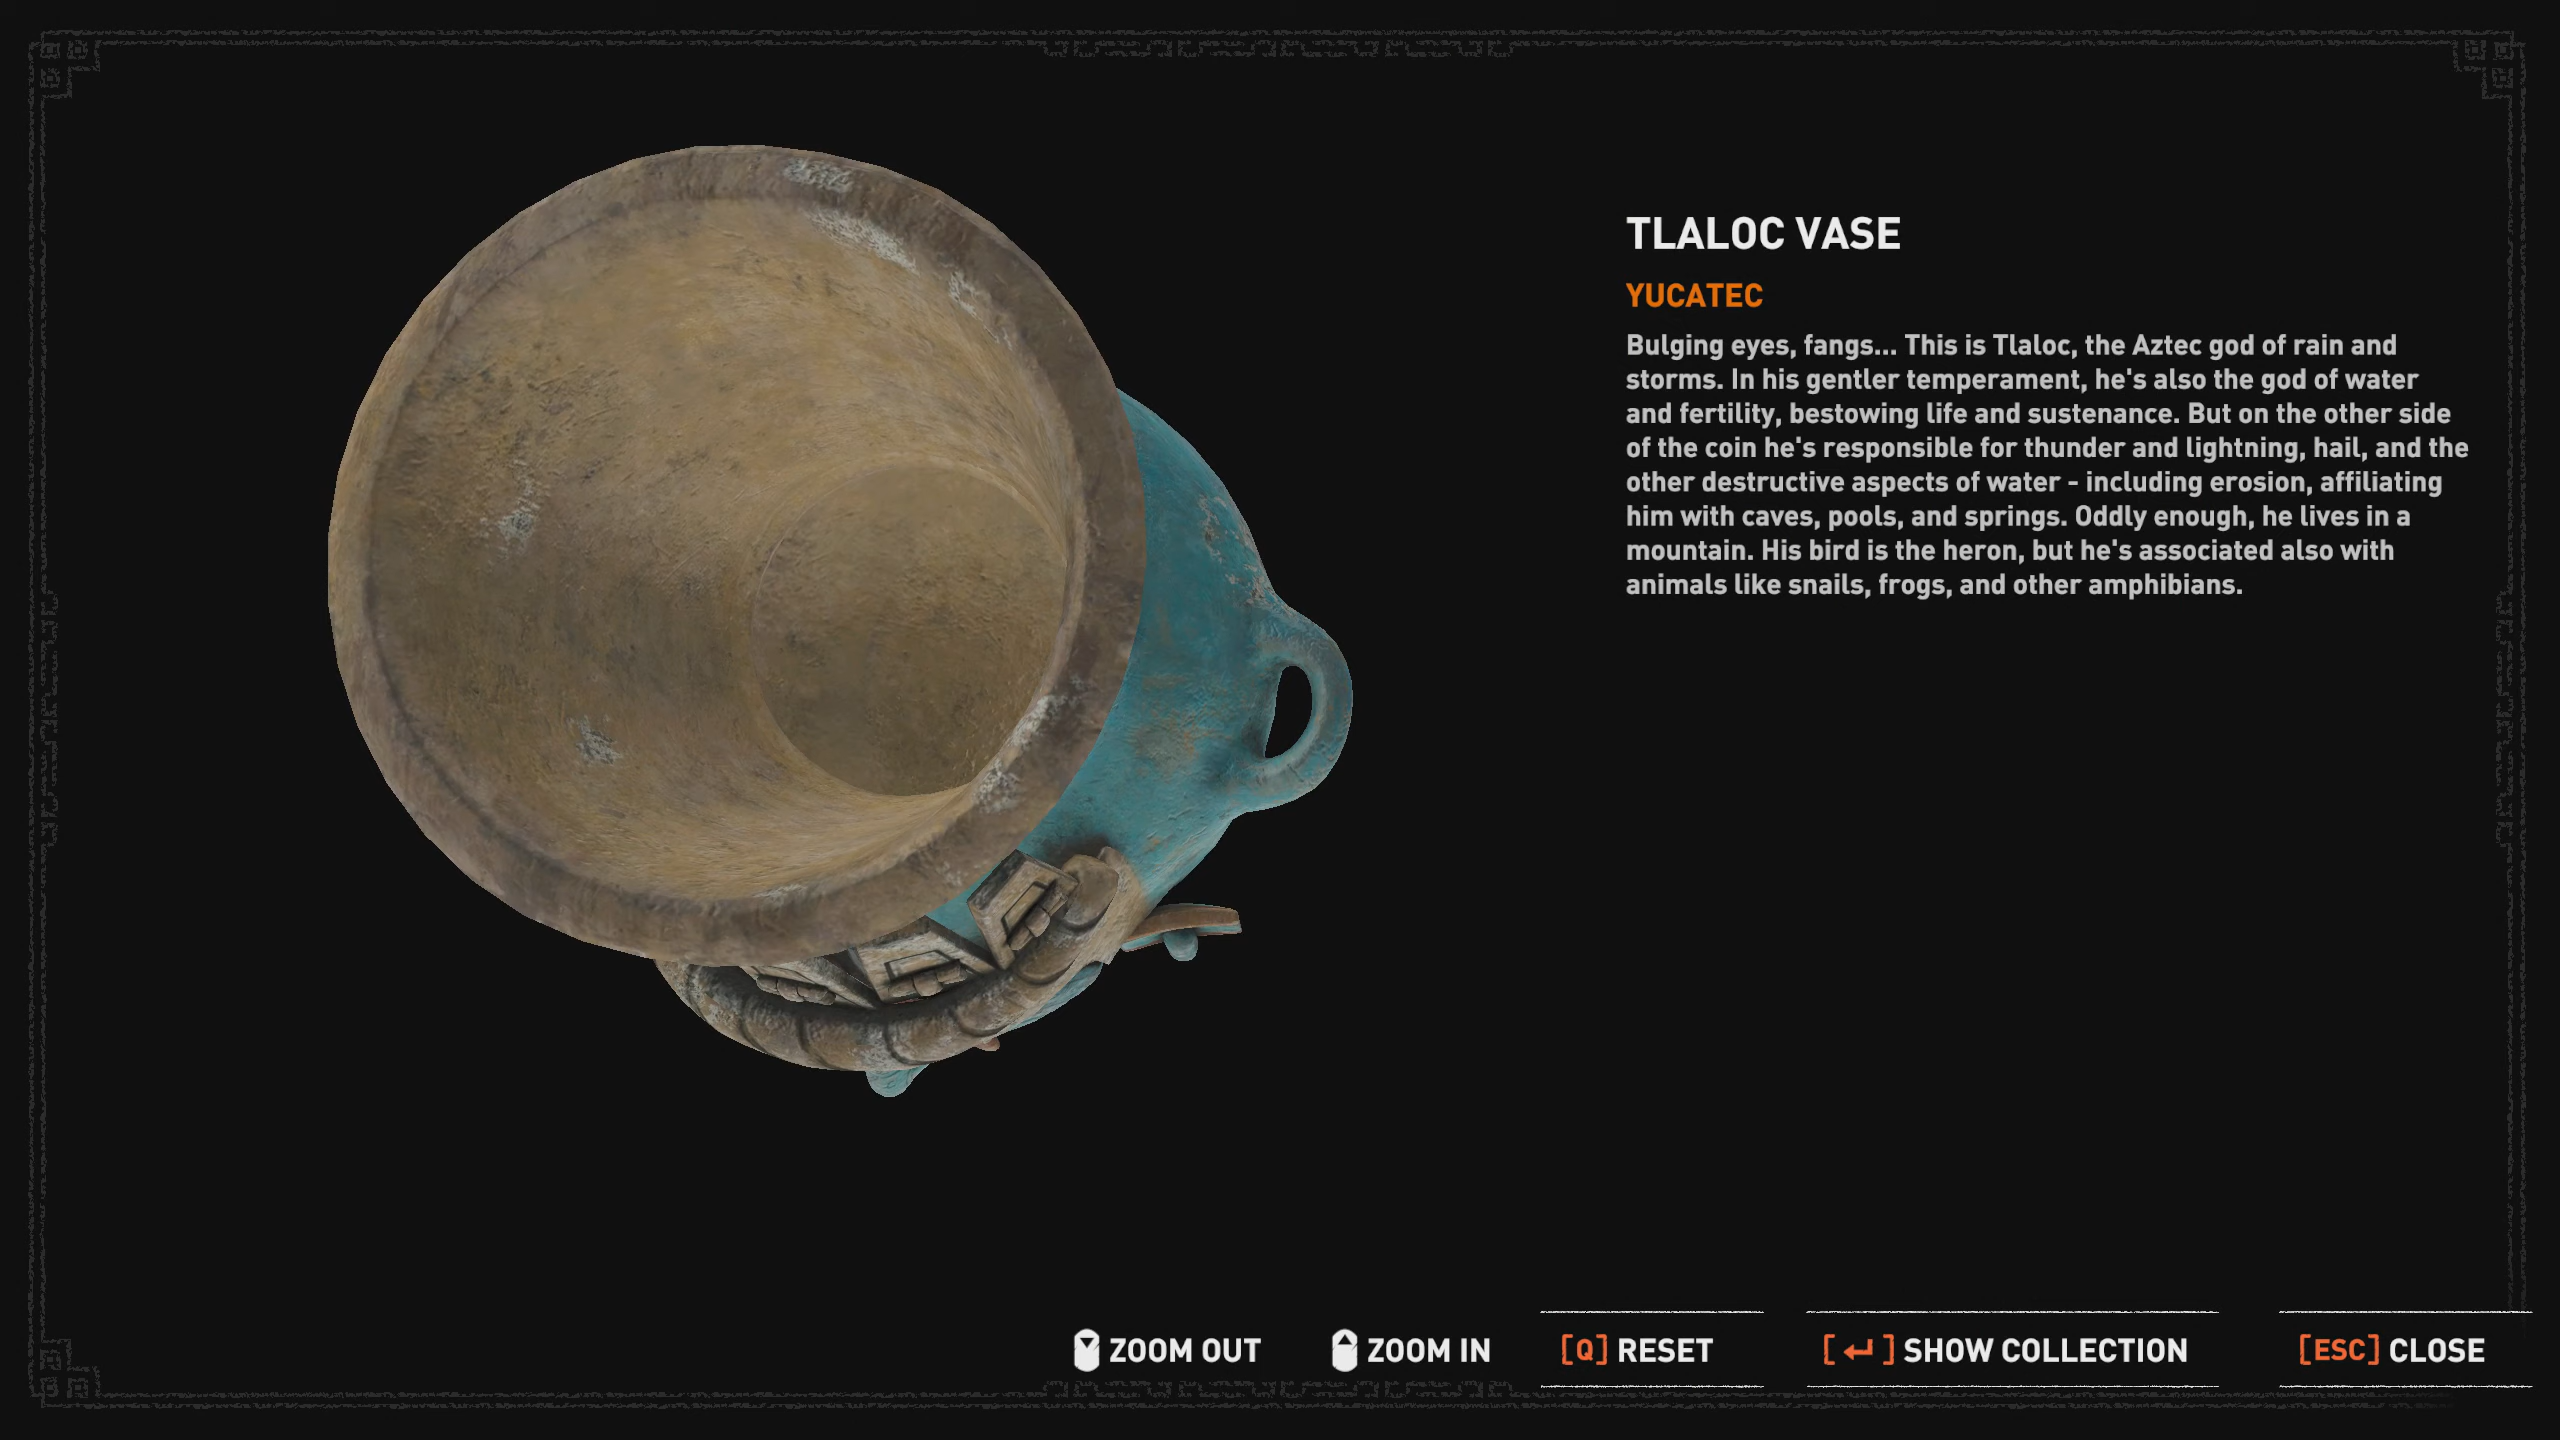 TLALOC VASE
YUCATEC
Bulging eyes, fangs... This is Tlaloc, the Aztec god of rain and
storms. In his gentler temperament, he's also the god of water
and fertility, bestowing life and sustenance. But on the other side
of the coin he's responsible for thunder and lightning, hail, and the
other destructive aspects of water - including erosion, affiliating
him with caves, pools, and springs. Oddly enough, he lives in a
mountain. His bird is the heron, but he's associated also with
animals like snails, frogs, and other amphibians.
ZOOM OUT ZOOM IN [Q] RESET [↵] SHOW COLLECTION [ESC] CLOSE